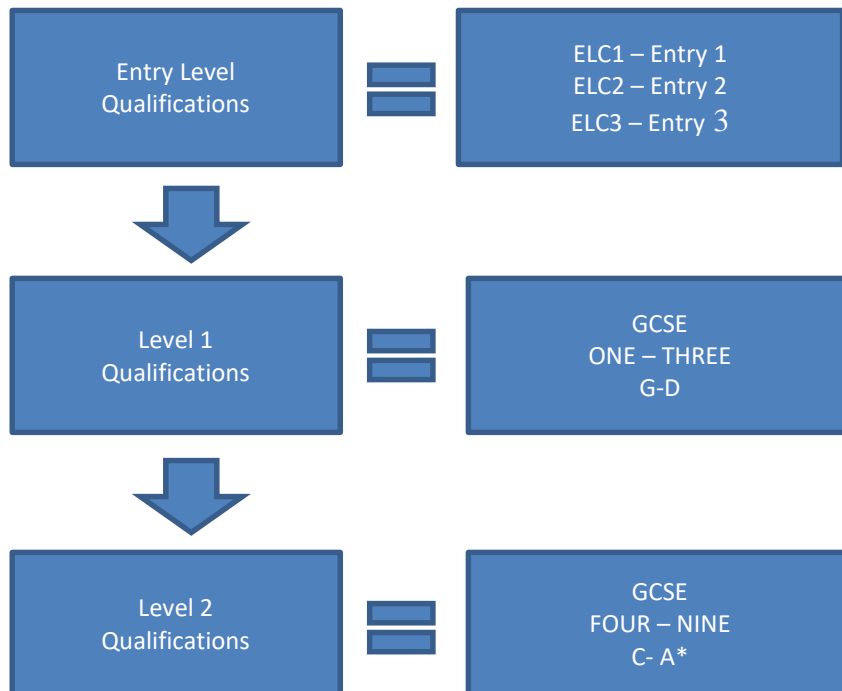 Entry Level
Qualifications
ELC1 – Entry 1
ELC2 – Entry 2
ELC3 – Entry 3
Level 1
Qualifications
GCSE
ONE – THREE
G-D
Level 2
Qualifications
GCSE
FOUR – NINE
C- A*